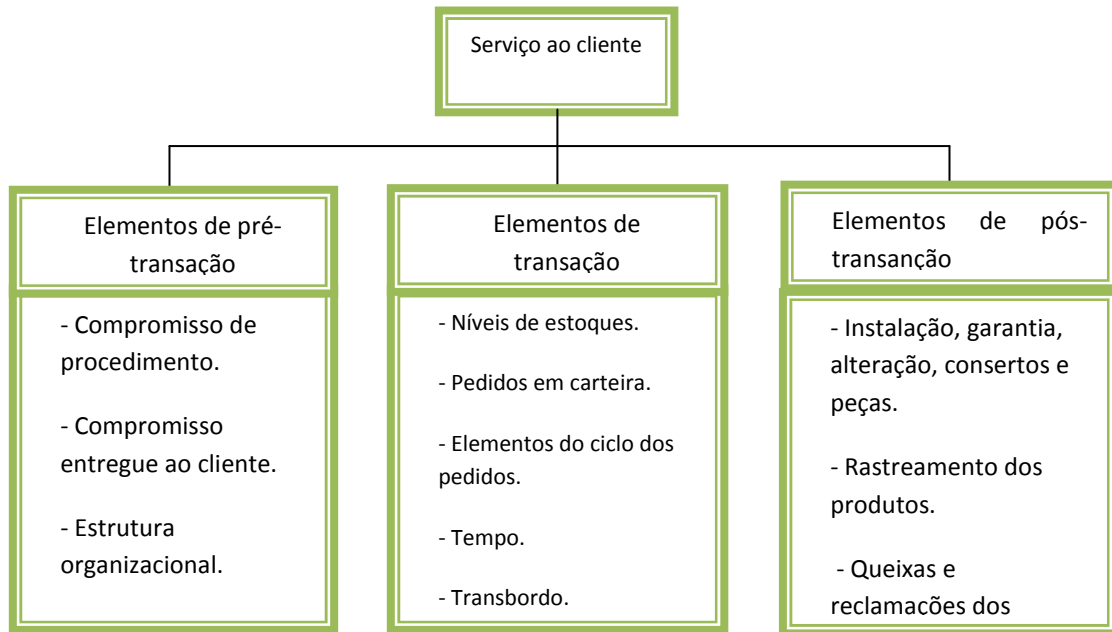 Serviço ao cliente
Elementos de pré-
transação
- Compromisso de
procedimento.
- Compromisso
entregue ao cliente.
- Estrutura
organizacional.
Elementos de
transação
- Níveis de estoques.
- Pedidos em carteira.
- Elementos do ciclo dos
pedidos.
- Tempo.
- Transbordo.
Elementos de pós-
transanção
- Instalação, garantia,
alteração, consertos e
peças.
- Rastreamento dos
produtos.
- Queixas e
reclamações dos